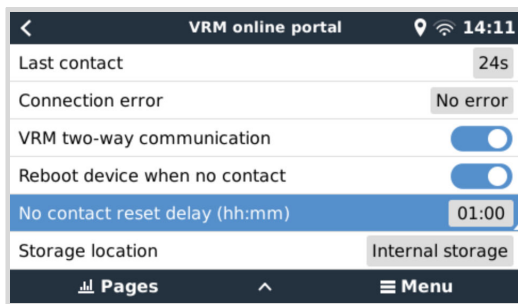 VRM online portal 14:11
Last contact 24s
Connection error No error
VRM two-way communication
Reboot device when no contact
No contact reset delay (hh:mm) 01:00
Storage location Internal storage
Pages Menu